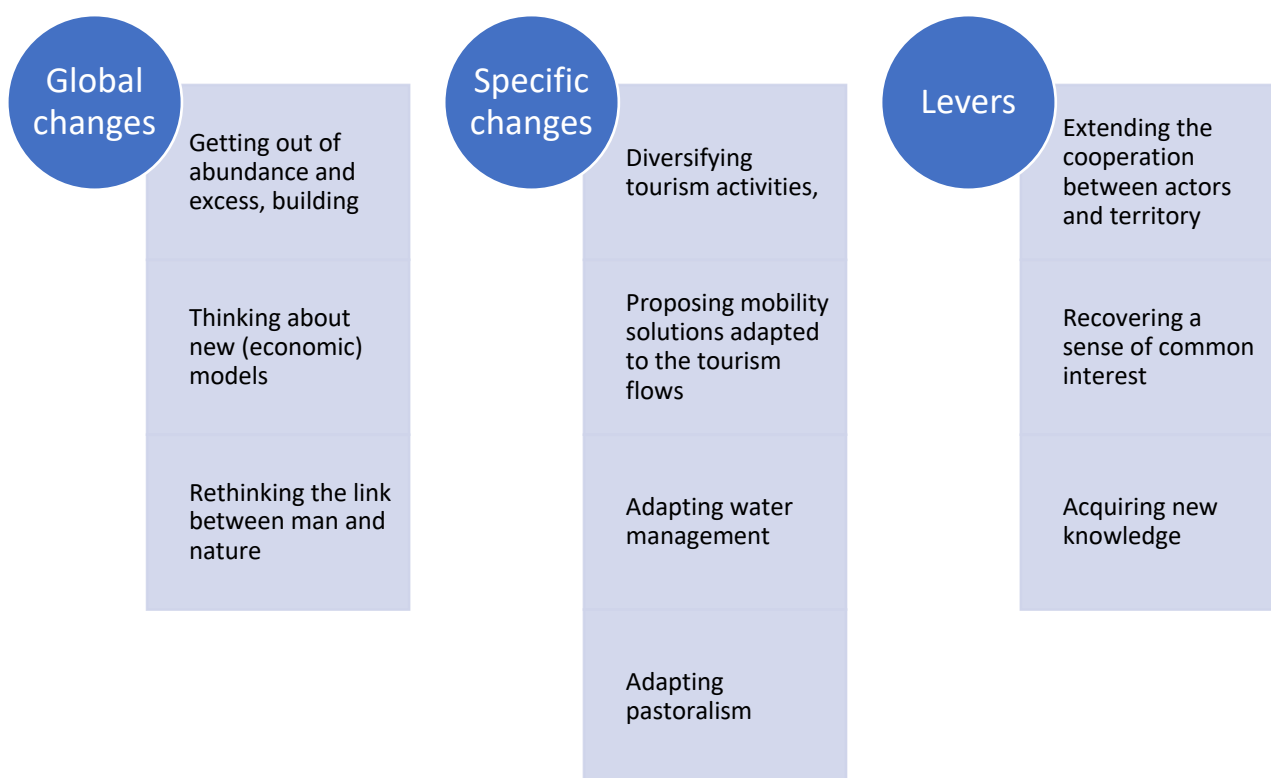 Global
changes
Getting out of
abundance and
excess, building
Thinking about
new (economic)
models
Rethinking the link
between man and
nature
Specific
changes
Diversifying
tourism activities,
Proposing mobility
solutions adapted
to the tourism
flows
Adapting water
management
Adapting
pastoralism
Levers
Extending the
cooperation
between actors
and territory
Recovering a
sense of common
interest
Acquiring new
knowledge